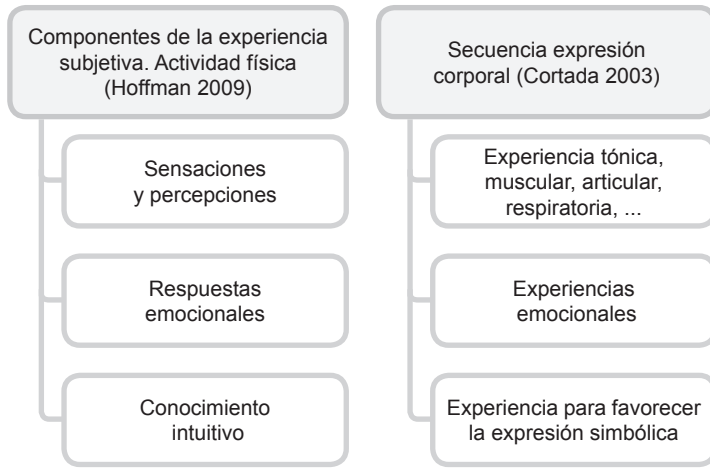 Componentes de la experiencia
subjetiva. Actividad física
(Hoffman 2009)
Sensaciones
y percepciones
Respuestas
emocionales
Conocimiento
intuitivo
Secuencia expresión
corporal (Cortada 2003)
Experiencia tónica,
muscular, articular,
respiratoria, ...
Experiencias
emocionales
Experiencia para favorecer
la expresión simbólica